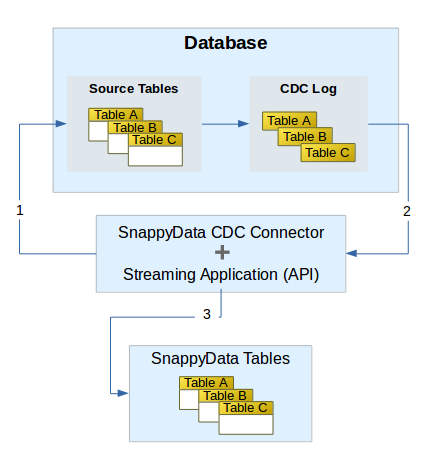 Database
Source Tables
Table A
Table B
Table C
CDC Log
Table A
Table B
Table C
1
2
SnappyData CDC Connector
+
Streaming Application (API)
3
SnappyData Tables
Table A
Table B
Table C